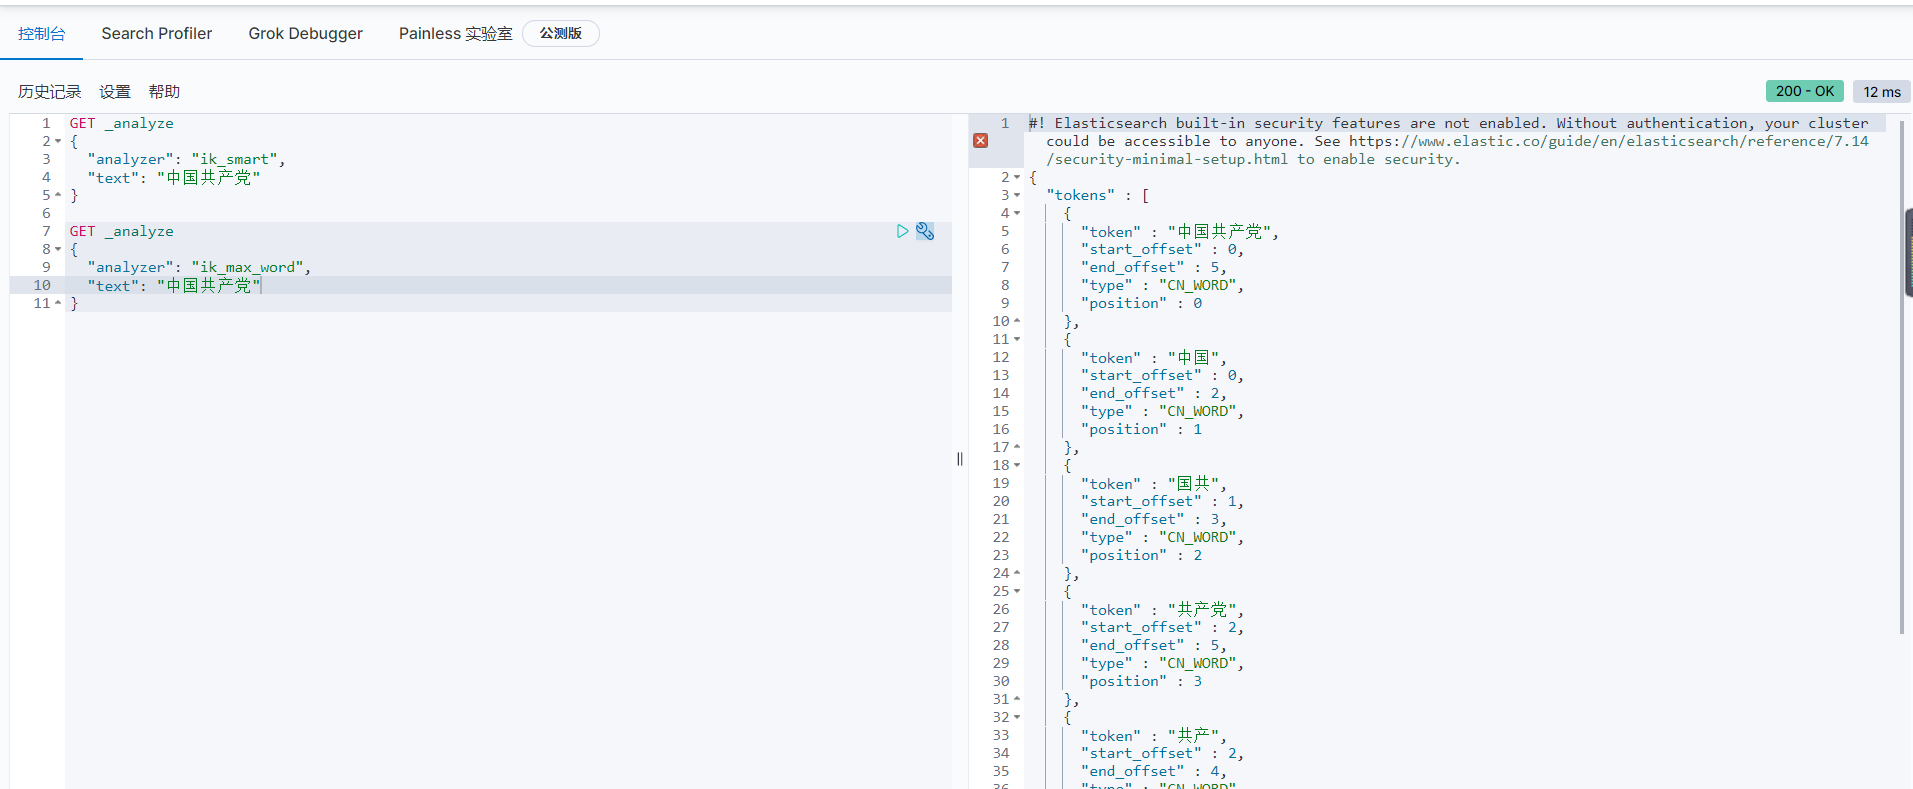 控制台 Search Profiler Grok Debugger Painless 实验室 公测版
历史记录 设置 帮助 200 - OK 12 ms
1 GET _analyze
2 {
3 "analyzer": "ik_smart",
4 "text": "中国共产党"
5 }
6
7 GET _analyze
8 {
9 "analyzer": "ik_max_word",
10 "text": "中国共产党"
11 }
1 #! Elasticsearch built-in security features are not enabled. Without authentication, your cluster
could be accessible to anyone. See https://www.elastic.co/guide/en/elasticsearch/reference/7.14
/security-minimal-setup.html to enable security.
2 {
3 "tokens" : [
4 {
5 "token" : "中国共产党",
6 "start_offset" : 0,
7 "end_offset" : 5,
8 "type" : "CN_WORD",
9 "position" : 0
10 },
11 {
12 "token" : "中国",
13 "start_offset" : 0,
14 "end_offset" : 2,
15 "type" : "CN_WORD",
16 "position" : 1
17 },
18 {
19 "token" : "国共",
20 "start_offset" : 1,
21 "end_offset" : 3,
22 "type" : "CN_WORD",
23 "position" : 2
24 },
25 {
26 "token" : "共产党",
27 "start_offset" : 2,
28 "end_offset" : 5,
29 "type" : "CN_WORD",
30 "position" : 3
31 },
32 {
33 "token" : "共产",
34 "start_offset" : 2,
35 "end_offset" : 4,
36 "type" : "CN_WORD",